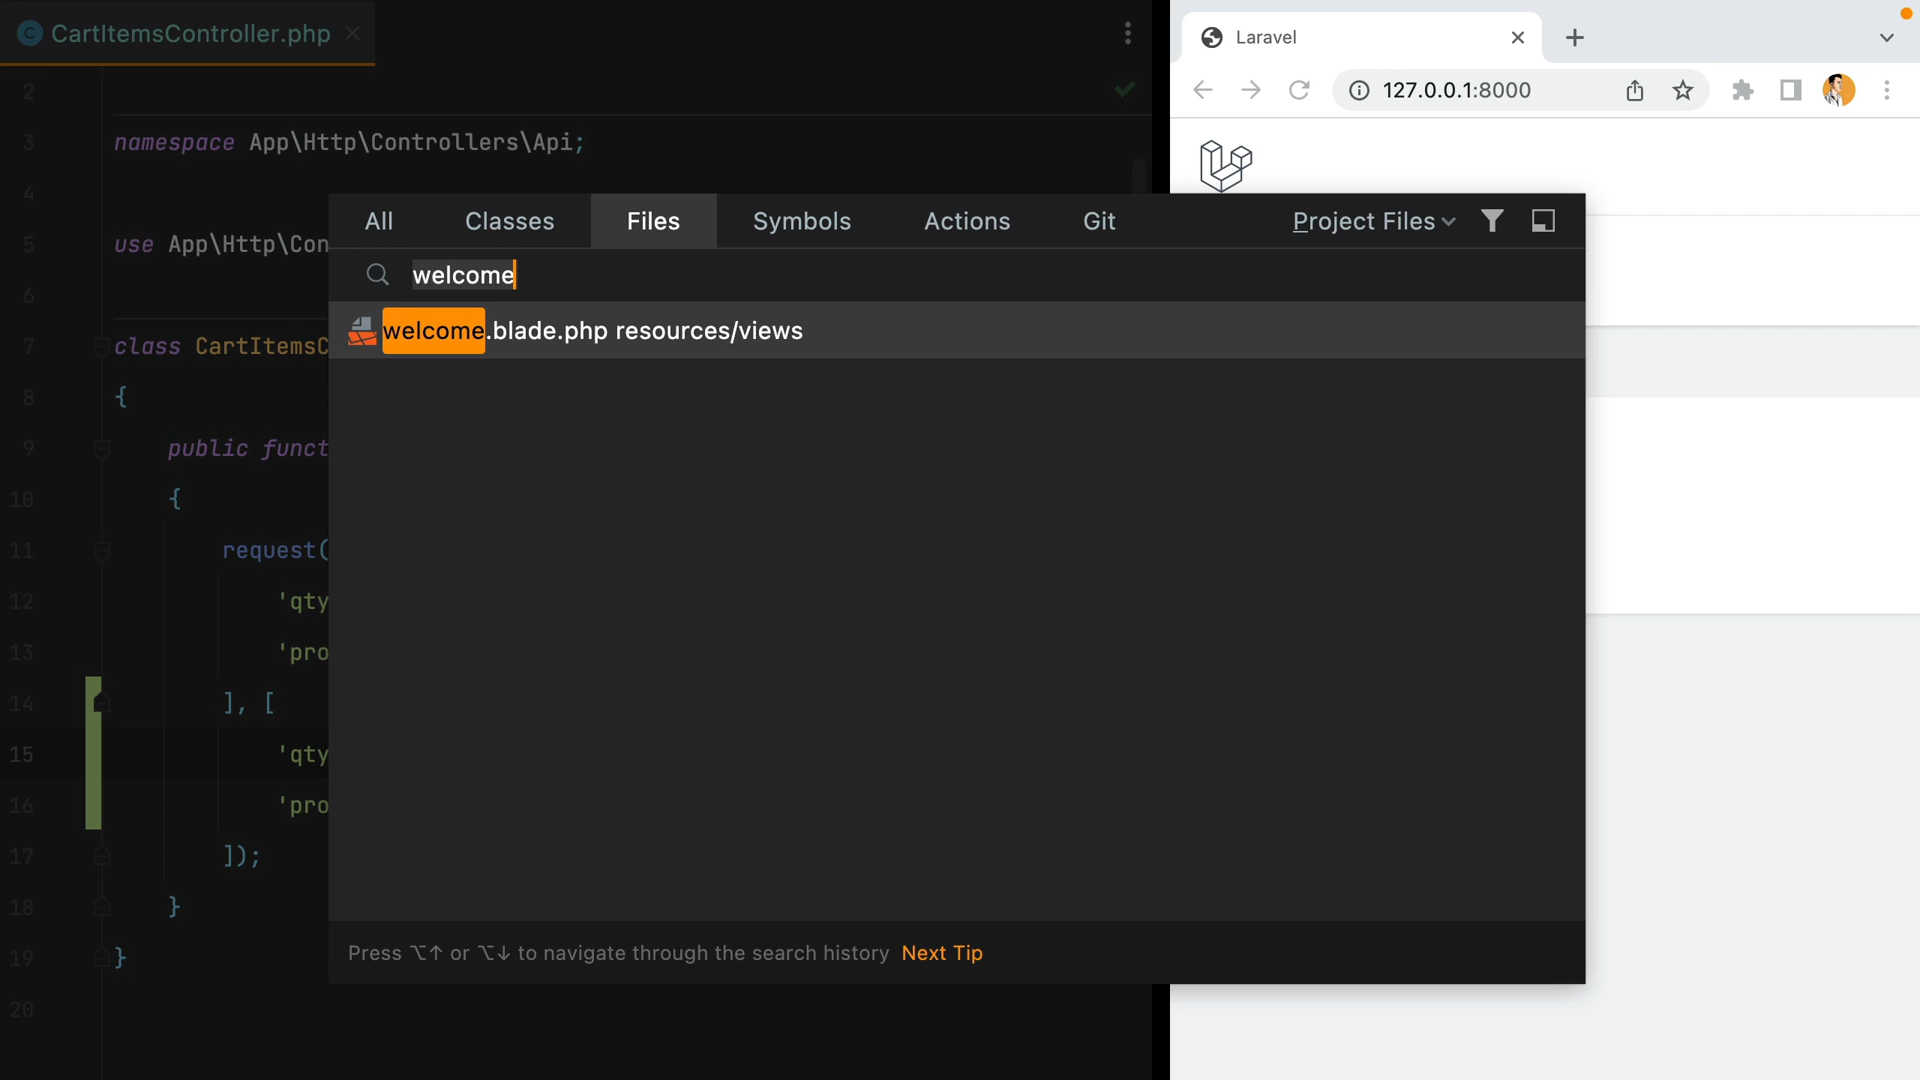 CartItemsController.php
Laravel
127.0.0.1:8000
2
3 namespace App\Http\Controllers\Api;
4
5 use App\Http\Con
6
7 class CartItemsC
8 {
9 public funct
10 {
11 request(
12 'qty
13 'pro
14 ], [
15 'qty
16 'pro
17 ]);
18 }
19 }
20
All Classes Files Symbols Actions Git Project Files
welcome
welcome.blade.php resources/views
Press ⌥↑ or ⌥↓ to navigate through the search history Next Tip